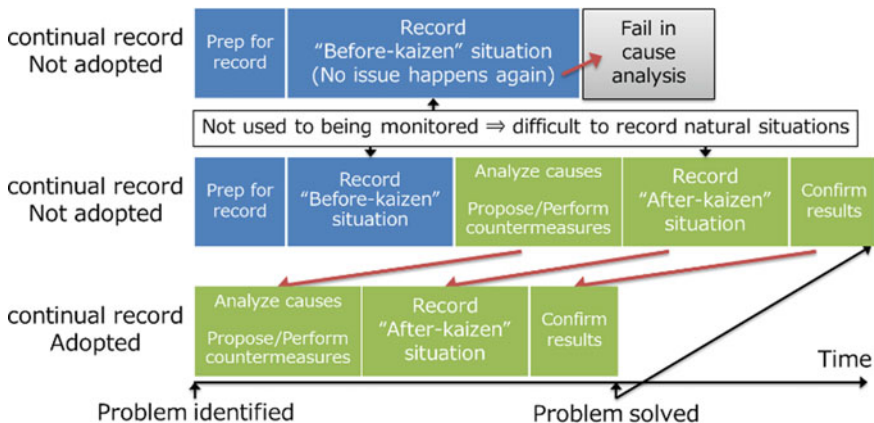 continual record
Not adopted
Prep for
record
Record
“Before-kaizen” situation
(No issue happens again)
Fail in
cause
analysis
Not used to being monitored ⇒ difficult to record natural situations
continual record
Not adopted
Prep for
record
Record
“Before-kaizen”
situation
Analyze causes
Propose/Perform
countermeasures
Record
“After-kaizen”
situation
Confirm
results
continual record
Adopted
Analyze causes
Propose/Perform
countermeasures
Record
“After-kaizen”
situation
Confirm
results
Time
Problem identified
Problem solved